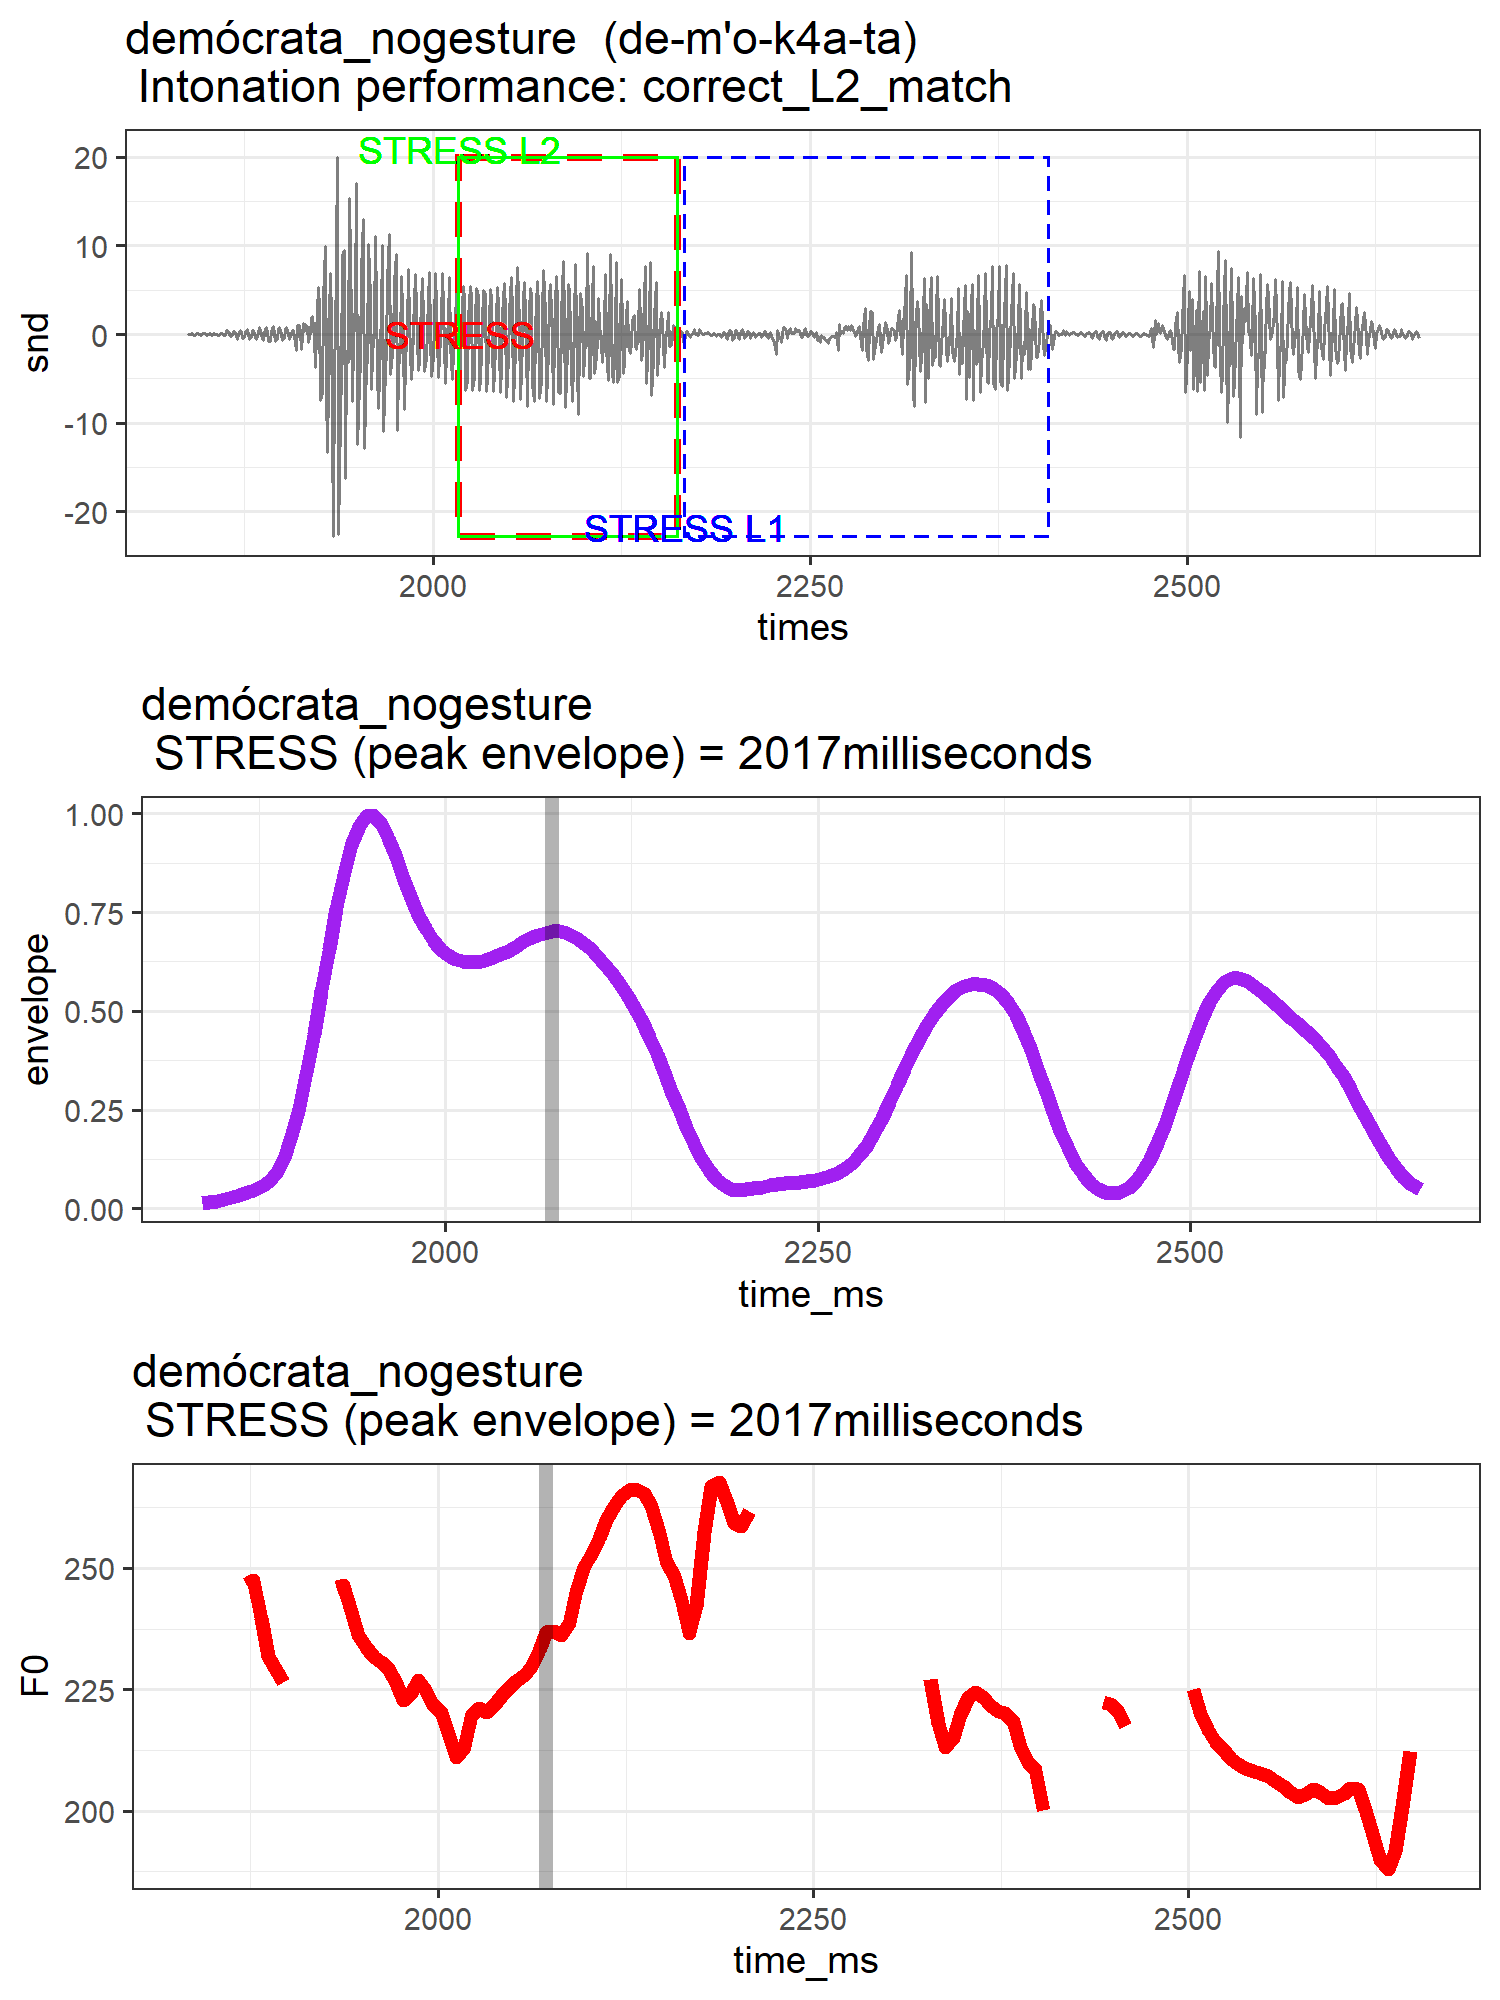 demócrata_nogesture  (de-m'o-k4a-ta)
Intonation performance: correct_L2_match
STRESS L2
STRESS
STRESS L1
snd
20
10
0
-10
-20
2000 2250 2500
times
demócrata_nogesture
STRESS (peak envelope) = 2017milliseconds
envelope
1.00
0.75
0.50
0.25
0.00
2000 2250 2500
time_ms
demócrata_nogesture
STRESS (peak envelope) = 2017milliseconds
F0
250
225
200
2000 2250 2500
time_ms